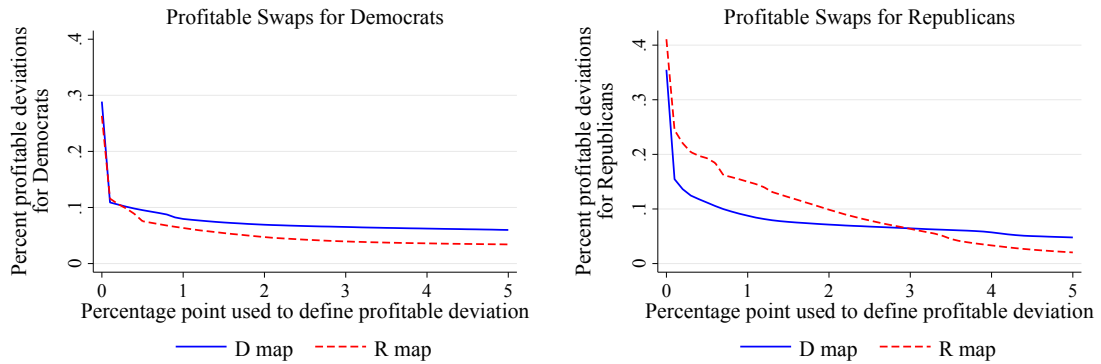 Profitable Swaps for Democrats
Percent profitable deviations
for Democrats
.4
.3
.2
.1
0
0 1 2 3 4 5
Percentage point used to define profitable deviation
D map R map
Profitable Swaps for Republicans
Percent profitable deviations
for Republicans
.4
.3
.2
.1
0
0 1 2 3 4 5
Percentage point used to define profitable deviation
D map R map